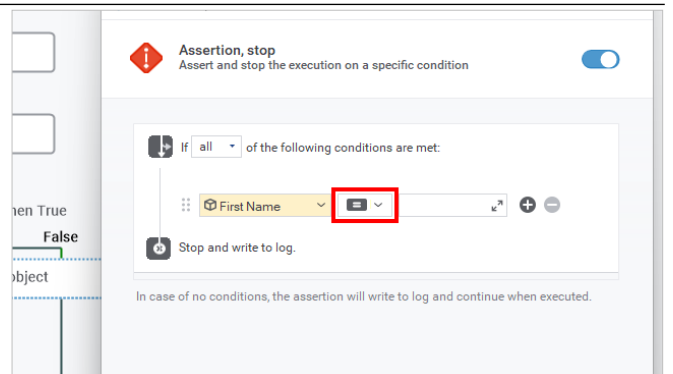 Assertion, stop
Assert and stop the execution on a specific condition
If all of the following conditions are met:
First Name =
Stop and write to log.
In case of no conditions, the assertion will write to log and continue when executed.
True
False
object